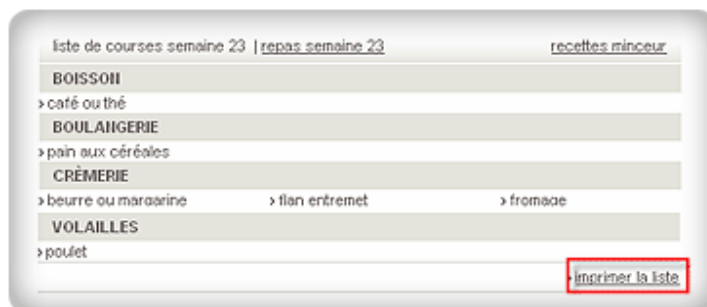 liste de courses semaine 23 | repas semaine 23 recettes minceur
BOISSON
› café ou thé
BOULANGERIE
› pain aux céréales
CRÈMERIE
› beurre ou margarine › flan entremet › fromage
VOLAILLES
› poulet
› imprimer la liste